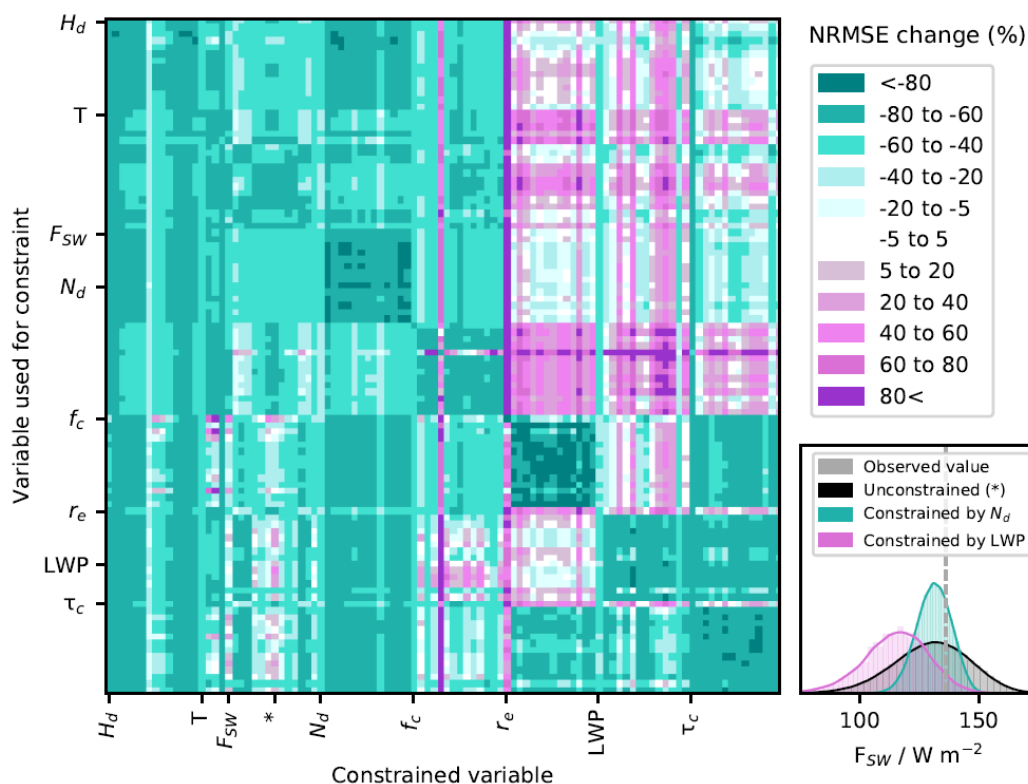 H_d
T
F_SW
N_d
f_c
r_e
LWP
τ_c
Variable used for constraint
H_d
T
F_SW
*
N_d
f_c
r_e
LWP
τ_c
Constrained variable
NRMSE change (%)
<-80
-80 to -60
-60 to -40
-40 to -20
-20 to -5
-5 to 5
5 to 20
20 to 40
40 to 60
60 to 80
80<
Observed value
Unconstrained (*)
Constrained by N_d
Constrained by LWP
100
150
F_SW / W m⁻²